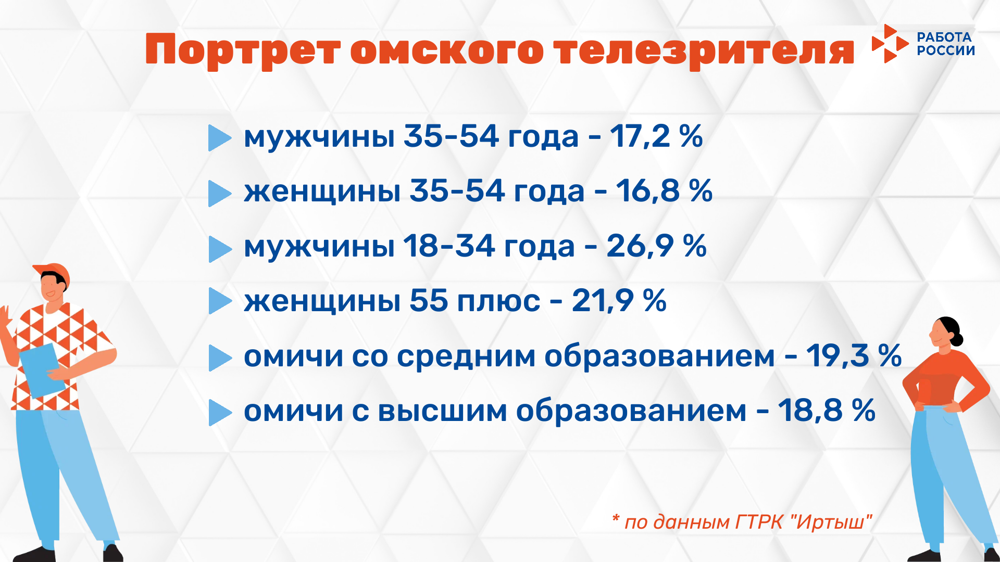 Портрет омского телезрителя
РАБОТА
РОССИИ
мужчины 35-54 года - 17,2 %
женщины 35-54 года - 16,8 %
мужчины 18-34 года - 26,9 %
женщины 55 плюс - 21,9 %
омичи со средним образованием - 19,3 %
омичи с высшим образованием - 18,8 %
* по данным ГТРК "Иртыш"